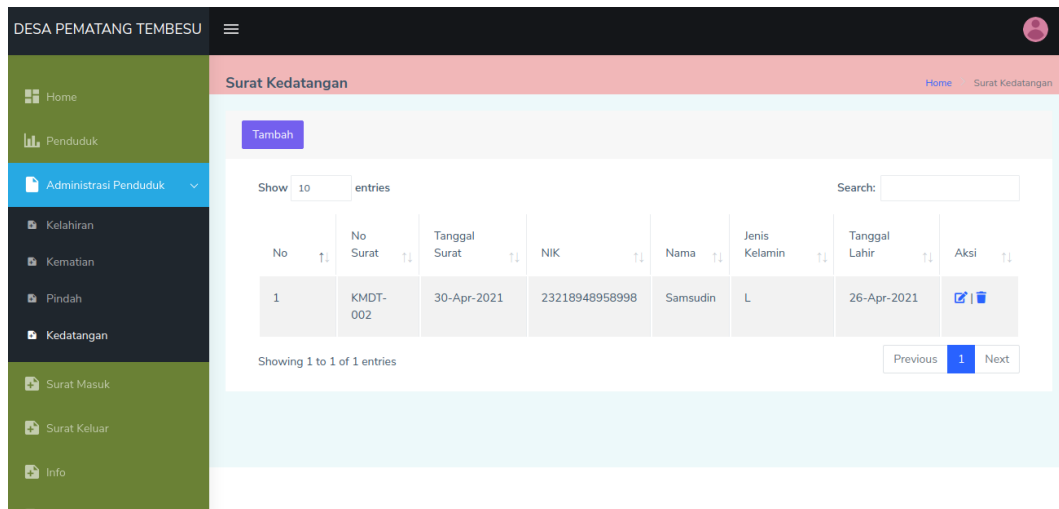 DESA PEMATANG TEMBESU
Home
Penduduk
Administrasi Penduduk
Kelahiran
Kematian
Pindah
Kedatangan
Surat Masuk
Surat Keluar
Info
Surat Kedatangan
Home Surat Kedatangan
Tambah
Show 10 entries
Search:
No No Surat Tanggal Surat NIK Nama Jenis Kelamin Tanggal Lahir Aksi
1 KMDT-002 30-Apr-2021 23218948958998 Samsudin L 26-Apr-2021 |
Showing 1 to 1 of 1 entries
Previous 1 Next